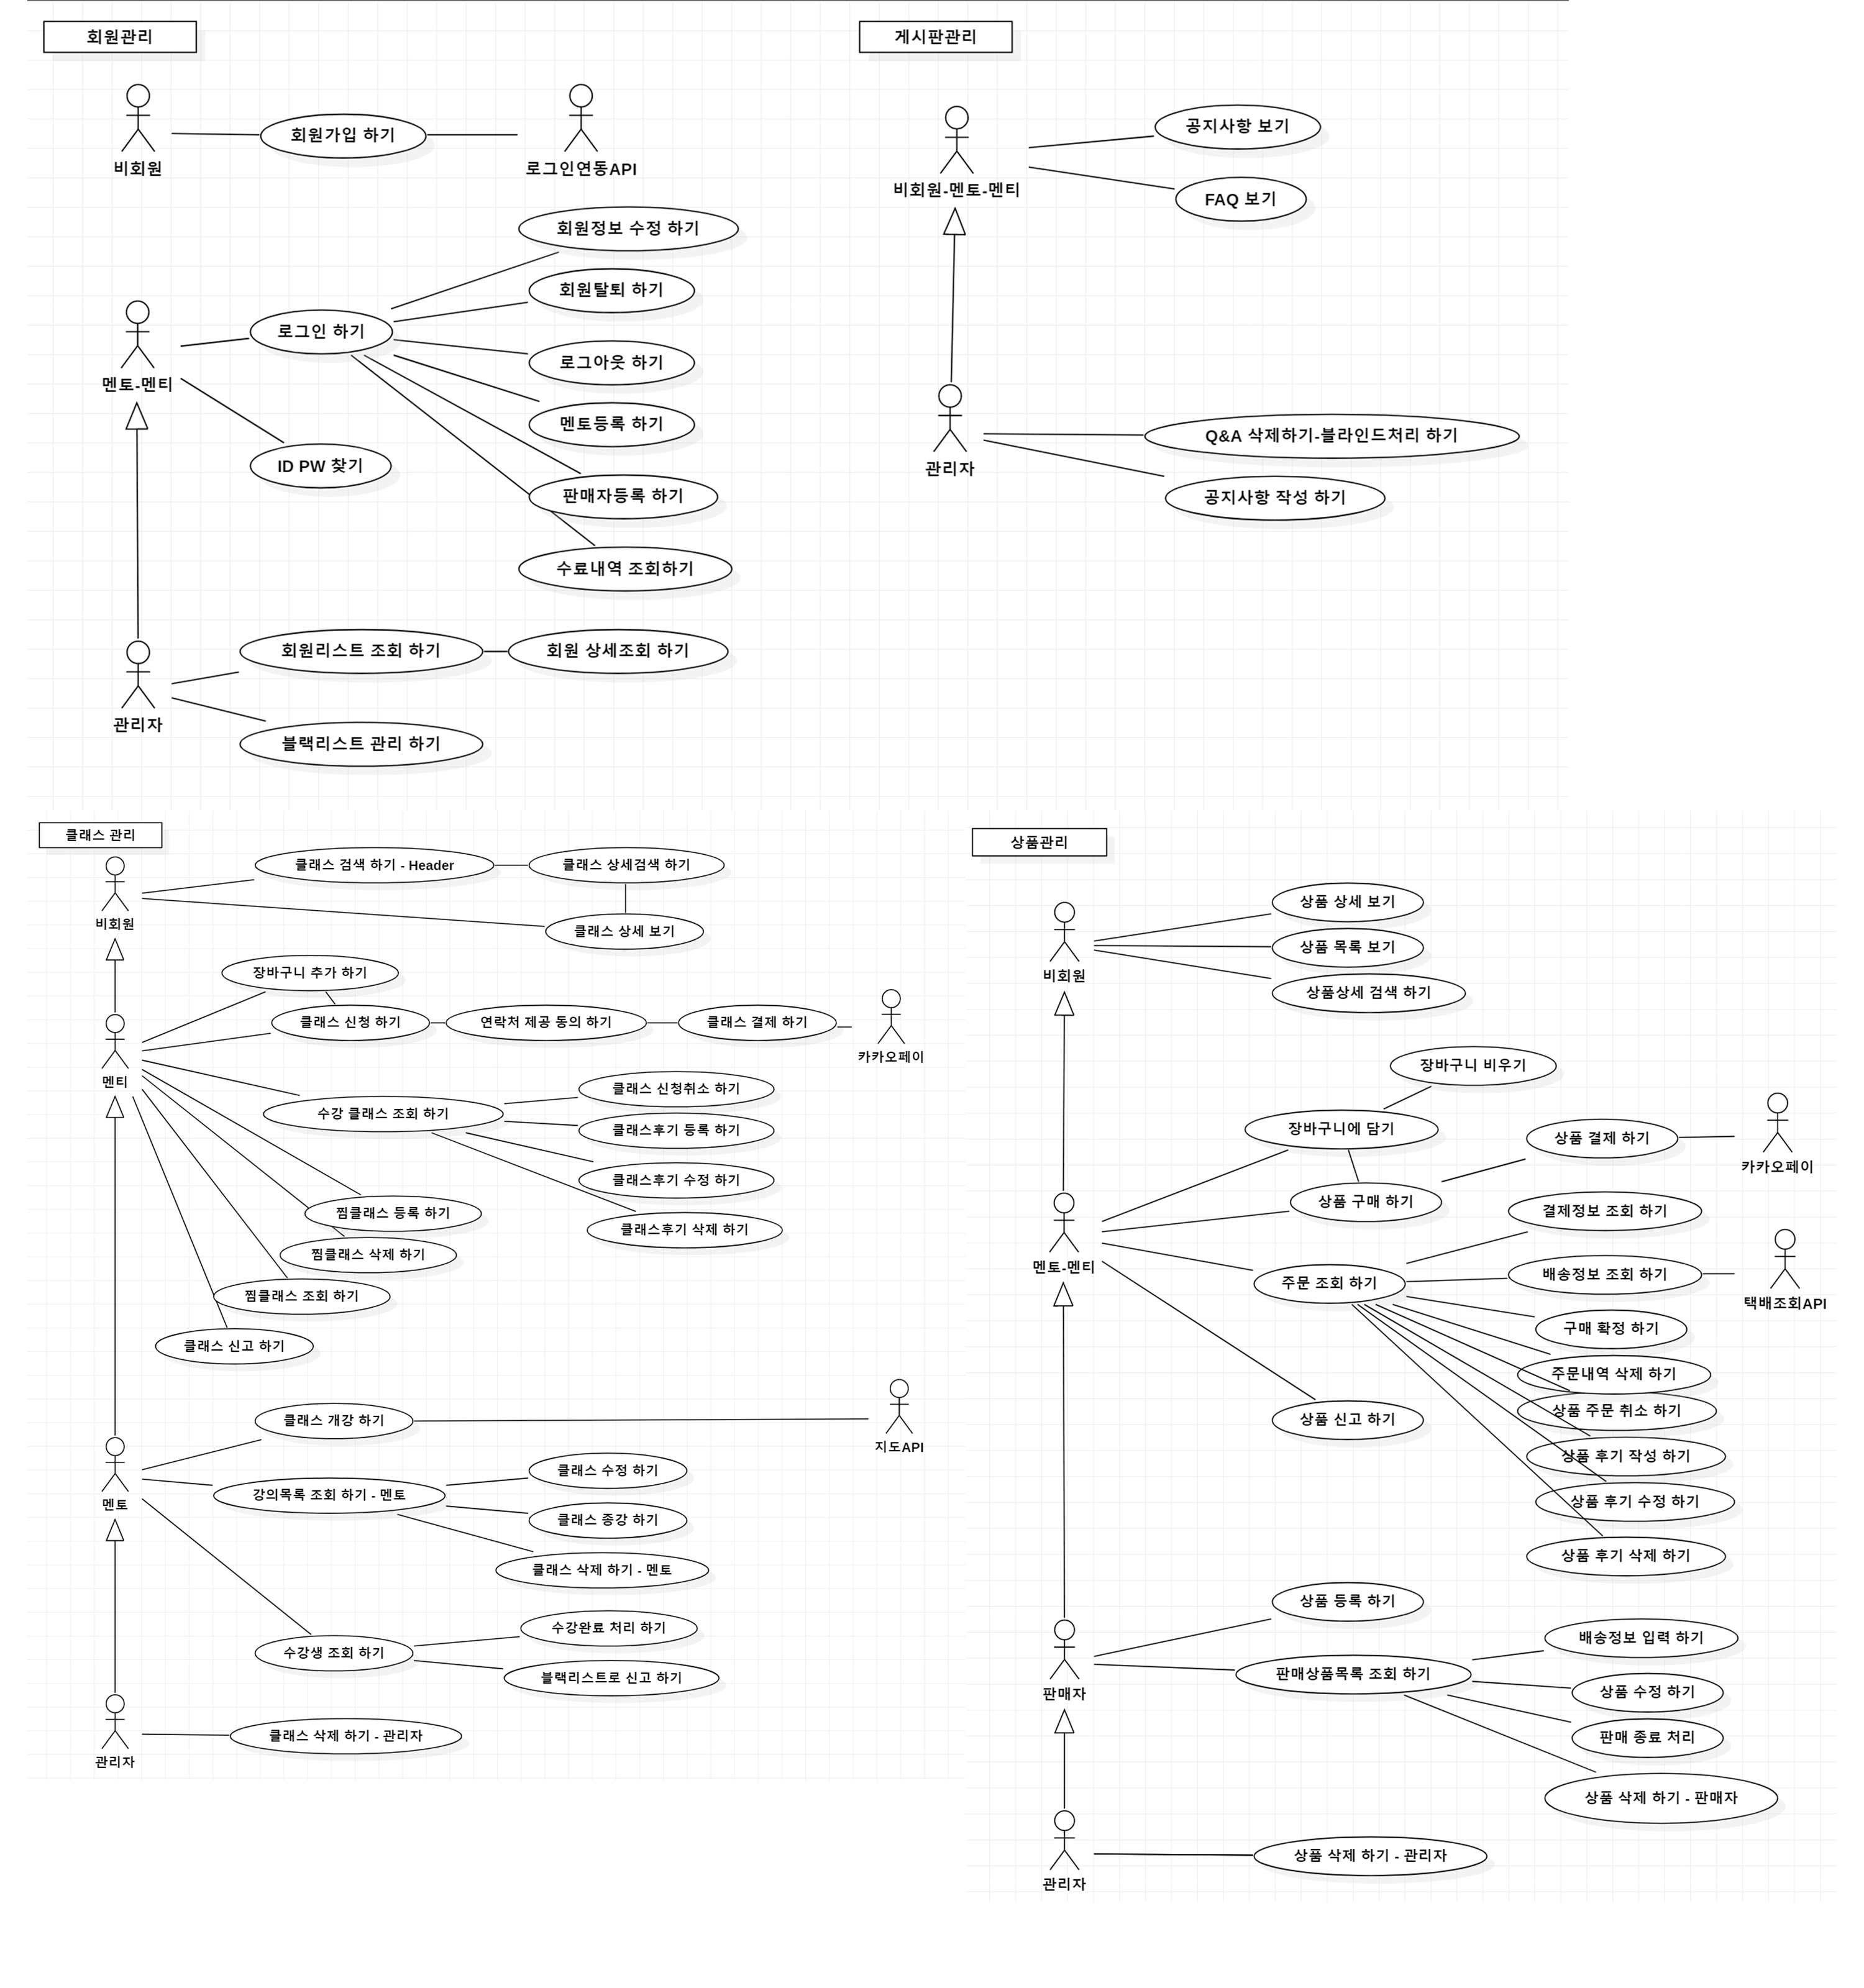 회원관리
비회원
회원가입 하기
로그인연동API
회원정보 수정 하기
회원탈퇴 하기
로그인 하기
로그아웃 하기
멘토-멘티
멘토등록 하기
ID PW 찾기
판매자등록 하기
수료내역 조회하기
회원리스트 조회 하기
회원 상세조회 하기
관리자
블랙리스트 관리 하기
게시판관리
공지사항 보기
비회원-멘토-멘티
FAQ 보기
Q&A 삭제하기-블라인드처리 하기
관리자
공지사항 작성 하기
클래스 관리
클래스 검색 하기 - Header
클래스 상세검색 하기
비회원
클래스 상세 보기
장바구니 추가 하기
클래스 신청 하기
연락처 제공 동의 하기
클래스 결제 하기
카카오페이
멘티
클래스 신청취소 하기
수강 클래스 조회 하기
클래스후기 등록 하기
클래스후기 수정 하기
찜클래스 등록 하기
클래스후기 삭제 하기
찜클래스 삭제 하기
찜클래스 조회 하기
클래스 신고 하기
클래스 개강 하기
지도API
클래스 수정 하기
강의목록 조회 하기 - 멘토
멘토
클래스 종강 하기
클래스 삭제 하기 - 멘토
수강완료 처리 하기
수강생 조회 하기
블랙리스트로 신고 하기
클래스 삭제 하기 - 관리자
관리자
상품관리
상품 상세 보기
상품 목록 보기
비회원
상품상세 검색 하기
장바구니 비우기
장바구니에 담기
상품 결제 하기
카카오페이
상품 구매 하기
결제정보 조회 하기
멘토-멘티
주문 조회 하기
배송정보 조회 하기
택배조회API
구매 확정 하기
주문내역 삭제 하기
상품 주문 취소 하기
상품 신고 하기
상품 후기 작성 하기
상품 후기 수정 하기
상품 후기 삭제 하기
상품 등록 하기
배송정보 입력 하기
판매상품목록 조회 하기
판매자
상품 수정 하기
판매 종료 처리
상품 삭제 하기 - 판매자
상품 삭제 하기 - 관리자
관리자